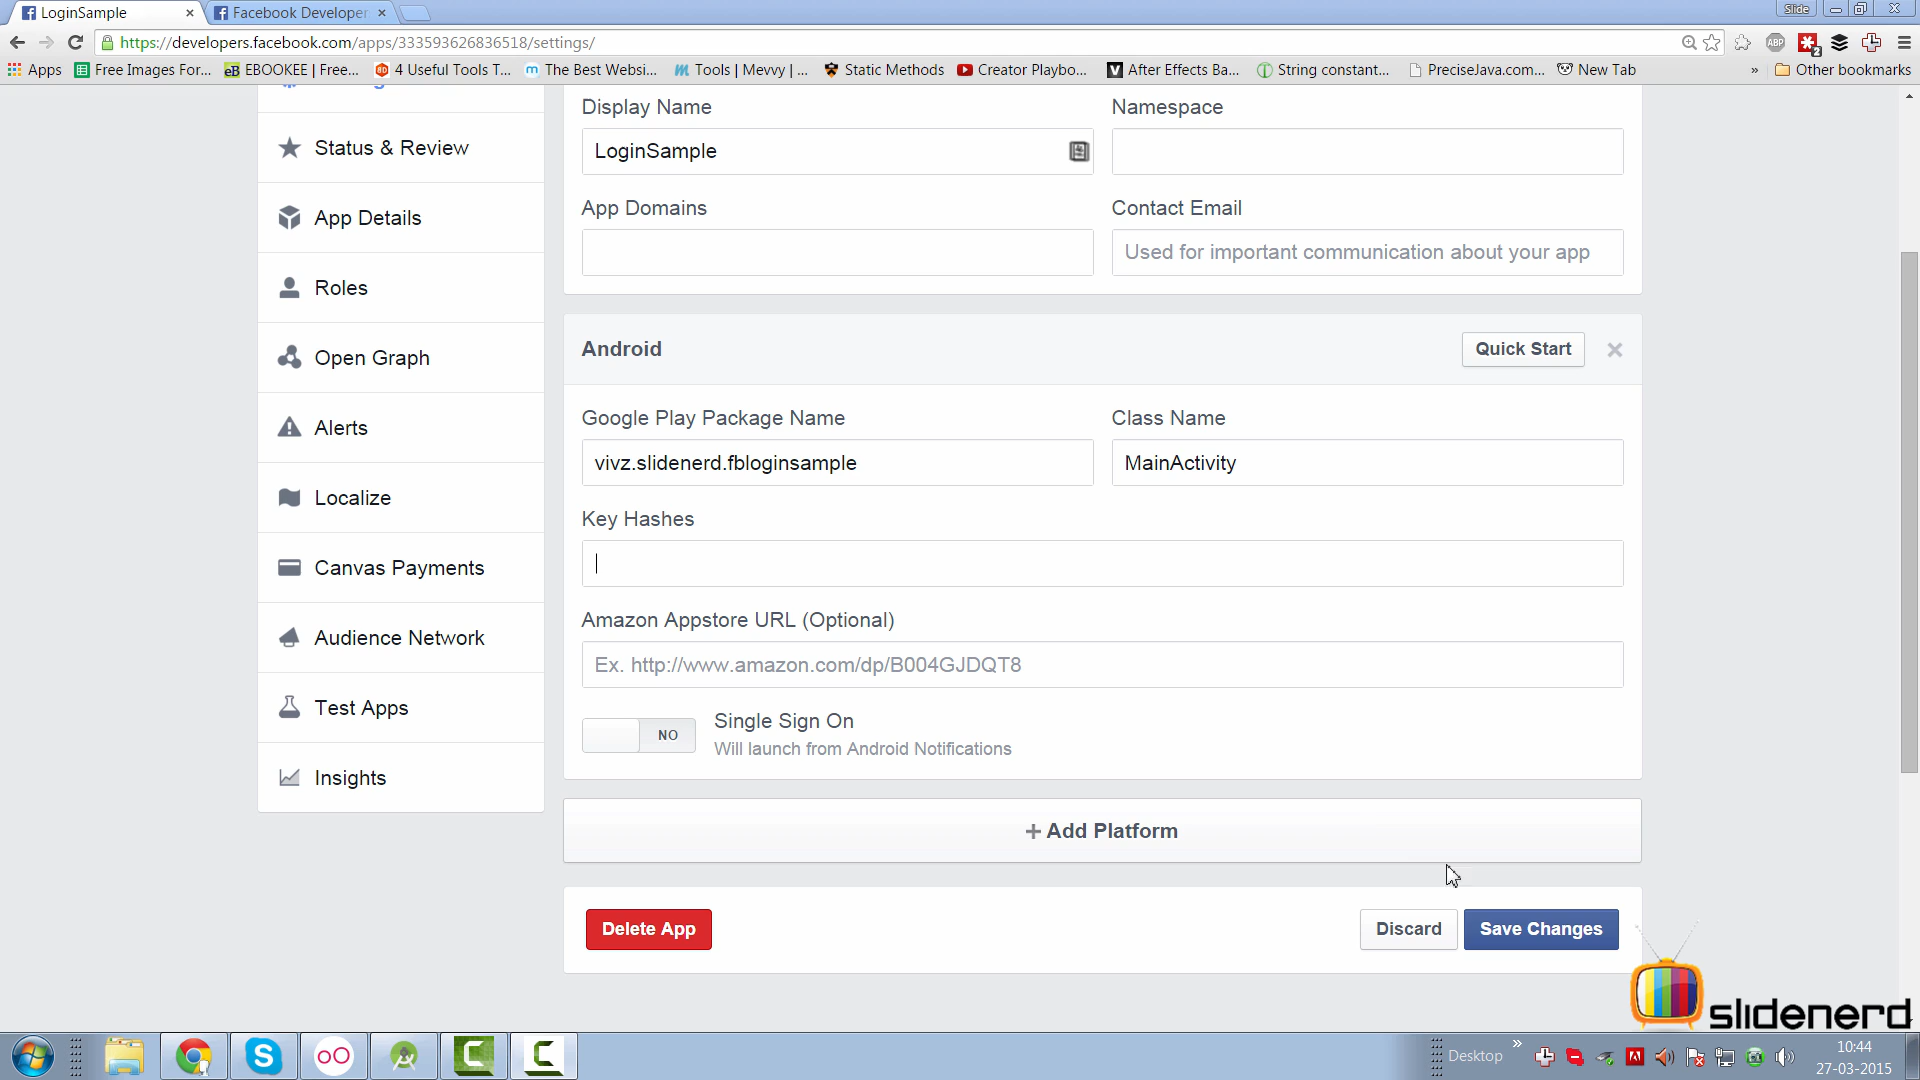 LoginSample
Facebook Developer
Slide
https://developers.facebook.com/apps/333593626836518/settings/
ABP
2
Apps
Free Images For...
EBOOKEE | Free...
4 Useful Tools T...
The Best Websi...
Tools | Mevvy | ...
Static Methods
Creator Playbo...
After Effects Ba...
String constant...
PreciseJava.com...
New Tab
»
Other bookmarks
Display Name
Namespace
LoginSample
Status & Review
App Details
App Domains
Contact Email
Used for important communication about your app
Roles
Open Graph
Android
Quick Start
Alerts
Google Play Package Name
Class Name
vivz.slidenerd.fbloginsample
MainActivity
Localize
Key Hashes
Canvas Payments
Audience Network
Amazon Appstore URL (Optional)
Ex. http://www.amazon.com/dp/B004GJDQT8
Test Apps
NO
Single Sign On
Will launch from Android Notifications
Insights
+ Add Platform
Delete App
Discard
Save Changes
slidenerd
Desktop
»
10:44
27-03-2015